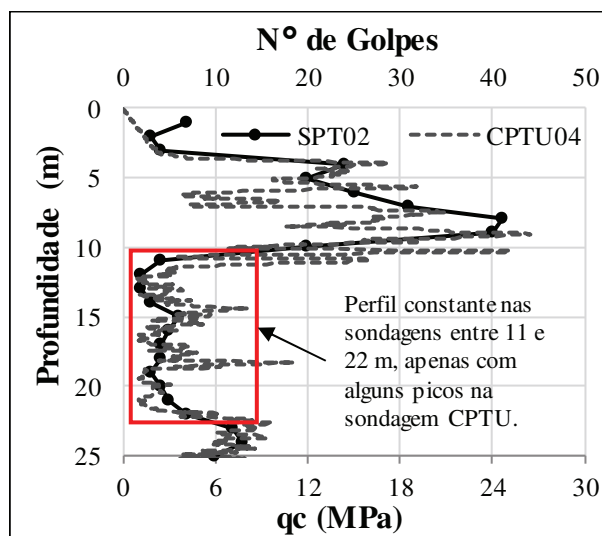 N° de Golpes
0 10 20 30 40 50
0
SPT02 CPTU04
5
10
15
20
25
Profundidade (m)
Perfil constante nas
sondagens entre 11 e
22 m, apenas com
alguns picos na
sondagem CPTU.
0 6 12 18 24 30
qc (MPa)